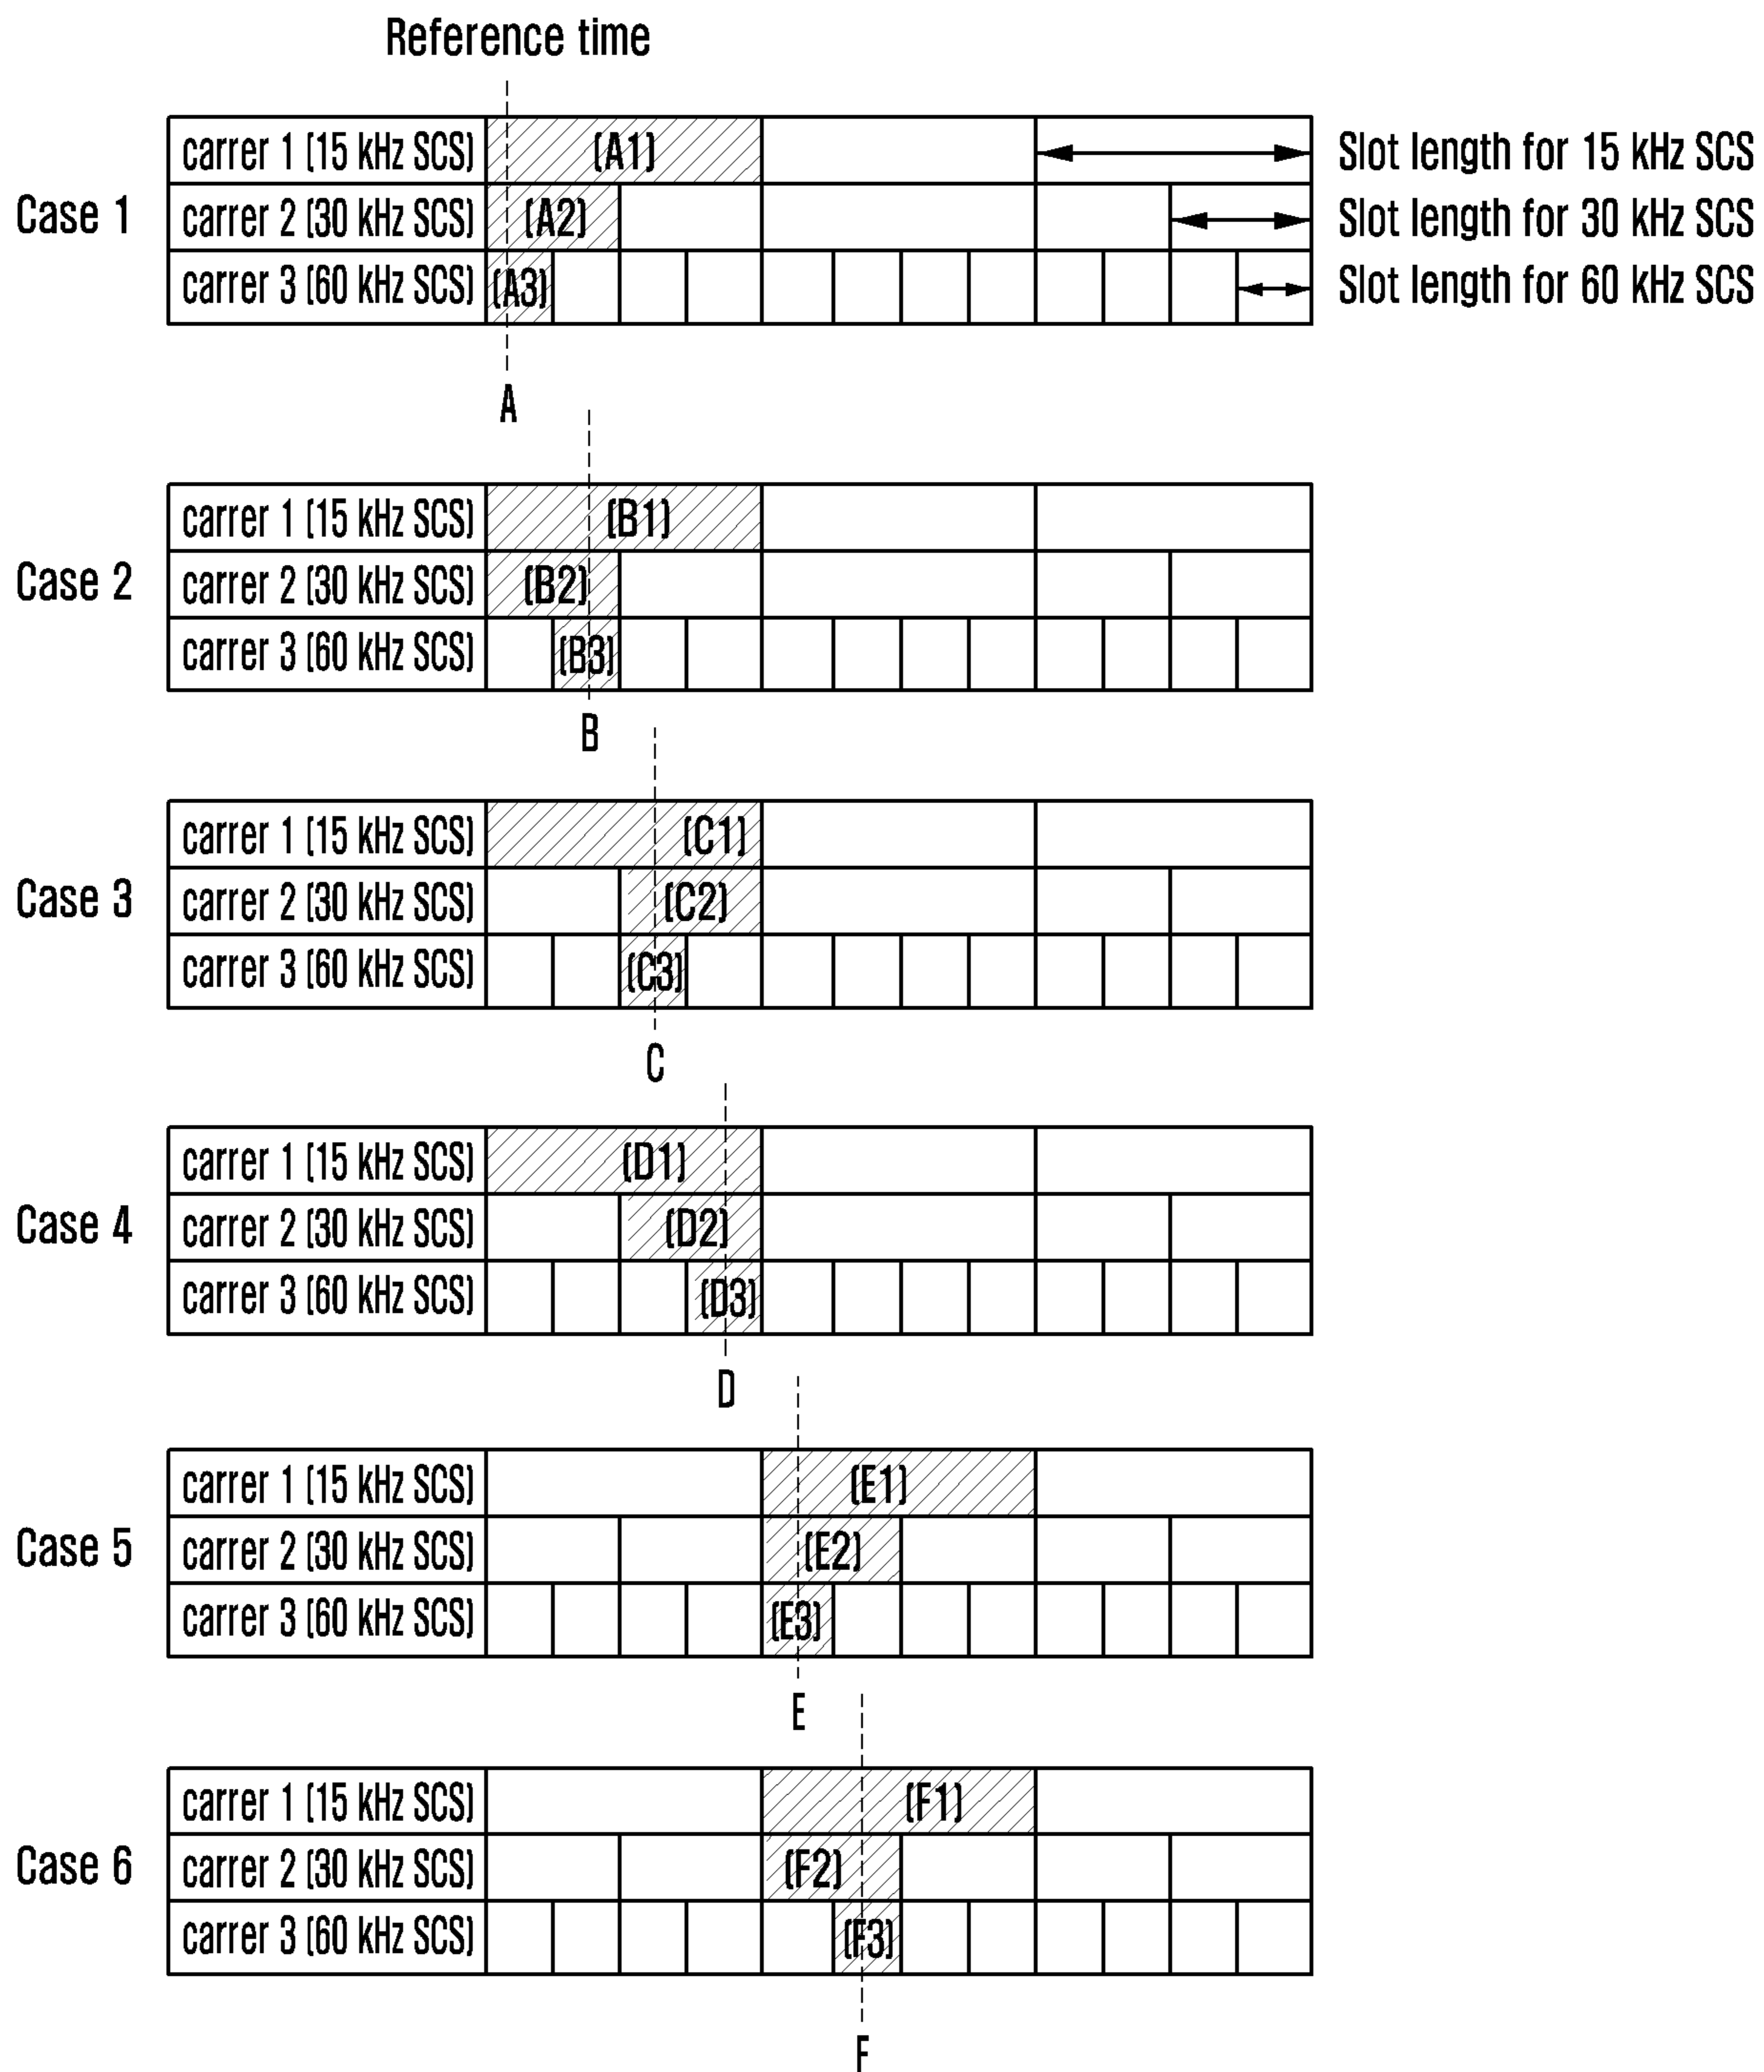 Reference time
Case 1
carrer 1 (15 kHz SCS) (A1) Slot length for 15 kHz SCS
carrer 2 (30 kHz SCS) (A2) Slot length for 30 kHz SCS
carrer 3 (60 kHz SCS) (A3) Slot length for 60 kHz SCS
A
Case 2
carrer 1 (15 kHz SCS) (B1)
carrer 2 (30 kHz SCS) (B2)
carrer 3 (60 kHz SCS) (B3)
B
Case 3
carrer 1 (15 kHz SCS) (C1)
carrer 2 (30 kHz SCS) (C2)
carrer 3 (60 kHz SCS) (C3)
C
Case 4
carrer 1 (15 kHz SCS) (D1)
carrer 2 (30 kHz SCS) (D2)
carrer 3 (60 kHz SCS) (D3)
D
Case 5
carrer 1 (15 kHz SCS) (E1)
carrer 2 (30 kHz SCS) (E2)
carrer 3 (60 kHz SCS) (E3)
E
Case 6
carrer 1 (15 kHz SCS) (F1)
carrer 2 (30 kHz SCS) (F2)
carrer 3 (60 kHz SCS) (F3)
F